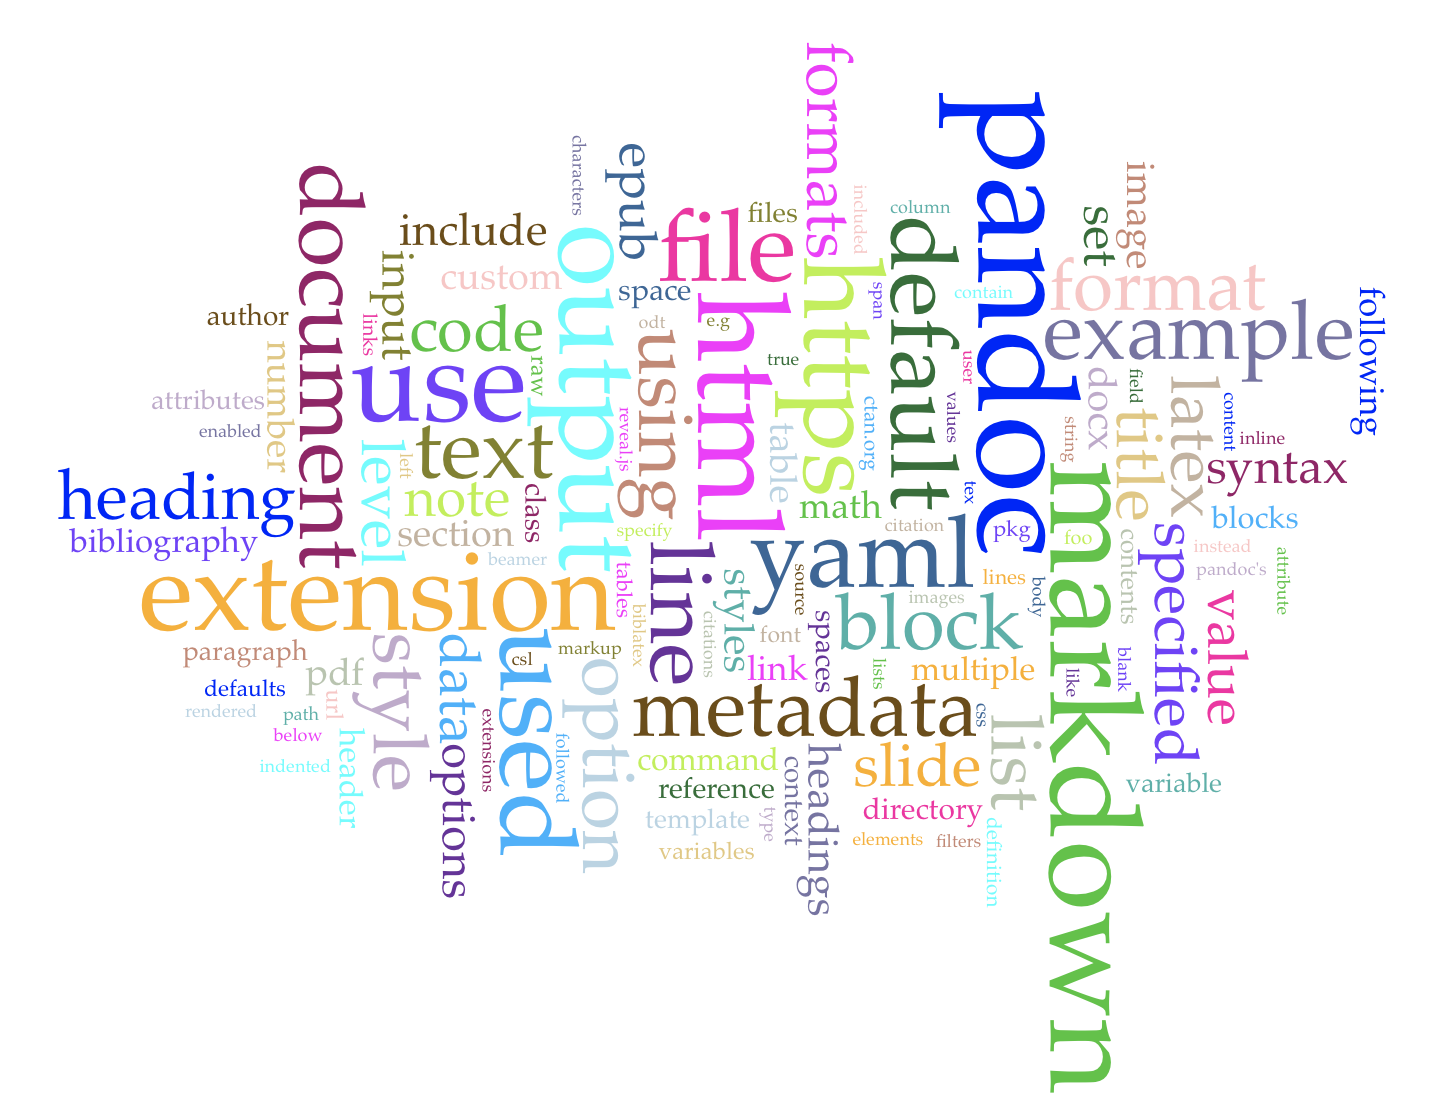 formats
pandoc
characters
epub
image
document
included
column
files
set
include
file
default
output
input
custom
https
format
space
span
contain
html
following
author
links
code
odt
e.g
using
example
number
use
raw
true
user
docx
field
latex
attributes
reveal.js
table
ctan.org
values
title
content
enabled
text
string
inline
level
left
heading
note
class
math
tex
markdown
syntax
bibliography
section
specify
citation
pkg
foo
blocks
specified
contents
instead
beamer
line
yaml
pandoc's
attribute
extension
tables
styles
source
lines
body
images
block
value
biblatex
citations
font
spaces
paragraph
style
data
used
csl
markup
option
link
lists
multiple
like
blank
pdf
defaults
url
metadata
rendered
path
css
below
extensions
list
header
options
followed
command
headings
slide
indented
context
reference
variable
directory
template
type
definition
variables
elements
filters